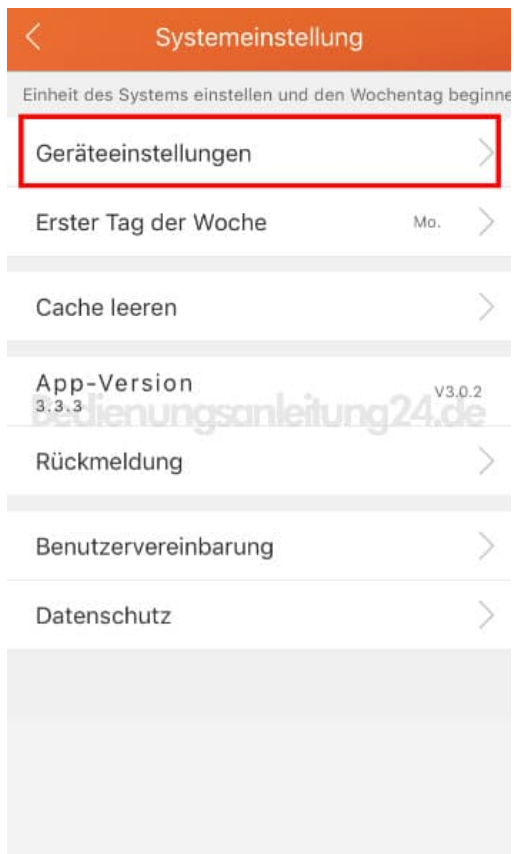 Systemeinstellung
Einheit des Systems einstellen und den Wochentag beginne
Geräteeinstellungen
Erster Tag der Woche Mo.
Cache leeren
App-Version V3.0.2
3.3.3
Bedienungsanleitung24.de
Rückmeldung
Benutzervereinbarung
Datenschutz